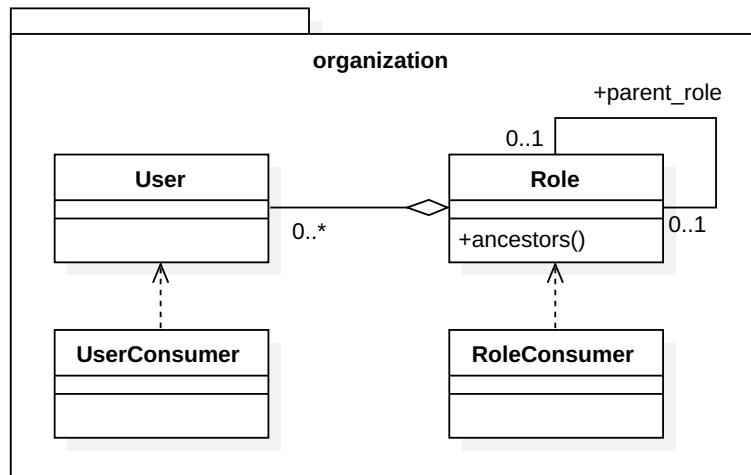 organization
+parent_role
0..1
User
Role
0..*
0..1
+ancestors()
UserConsumer
RoleConsumer